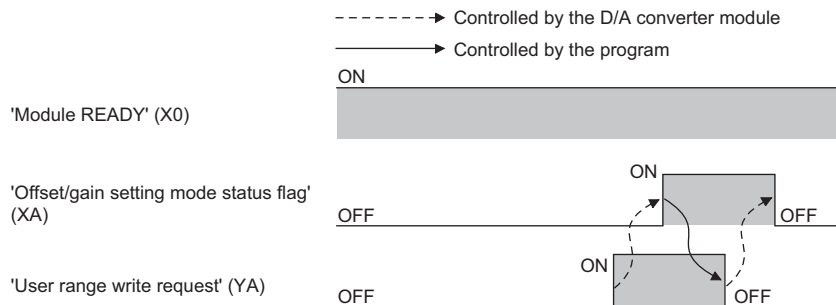 Controlled by the D/A converter module
Controlled by the program
ON
'Module READY' (X0)
ON
'Offset/gain setting mode status flag'
(XA)
OFF
OFF
ON
'User range write request' (YA)
OFF
OFF